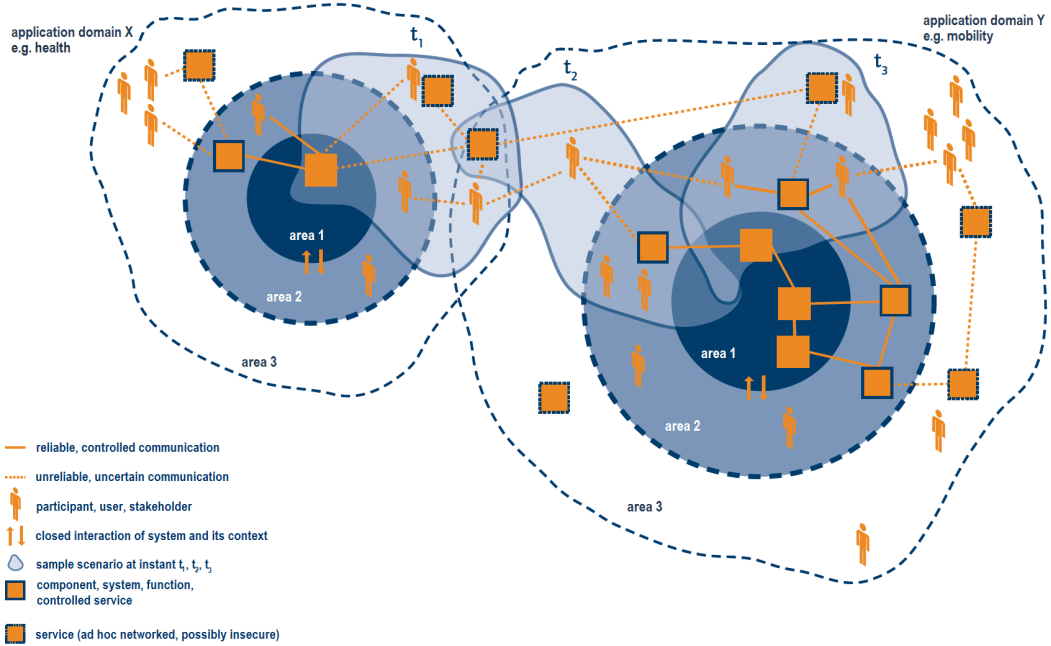 application domain X
e.g. health
t1
t2
application domain Y
e.g. mobility
t3
area 1
area 2
area 3
area 1
area 2
area 3
reliable, controlled communication
unreliable, uncertain communication
participant, user, stakeholder
closed interaction of system and its context
sample scenario at instant t1, t2, t3
component, system, function,
controlled service
service (ad hoc networked, possibly insecure)